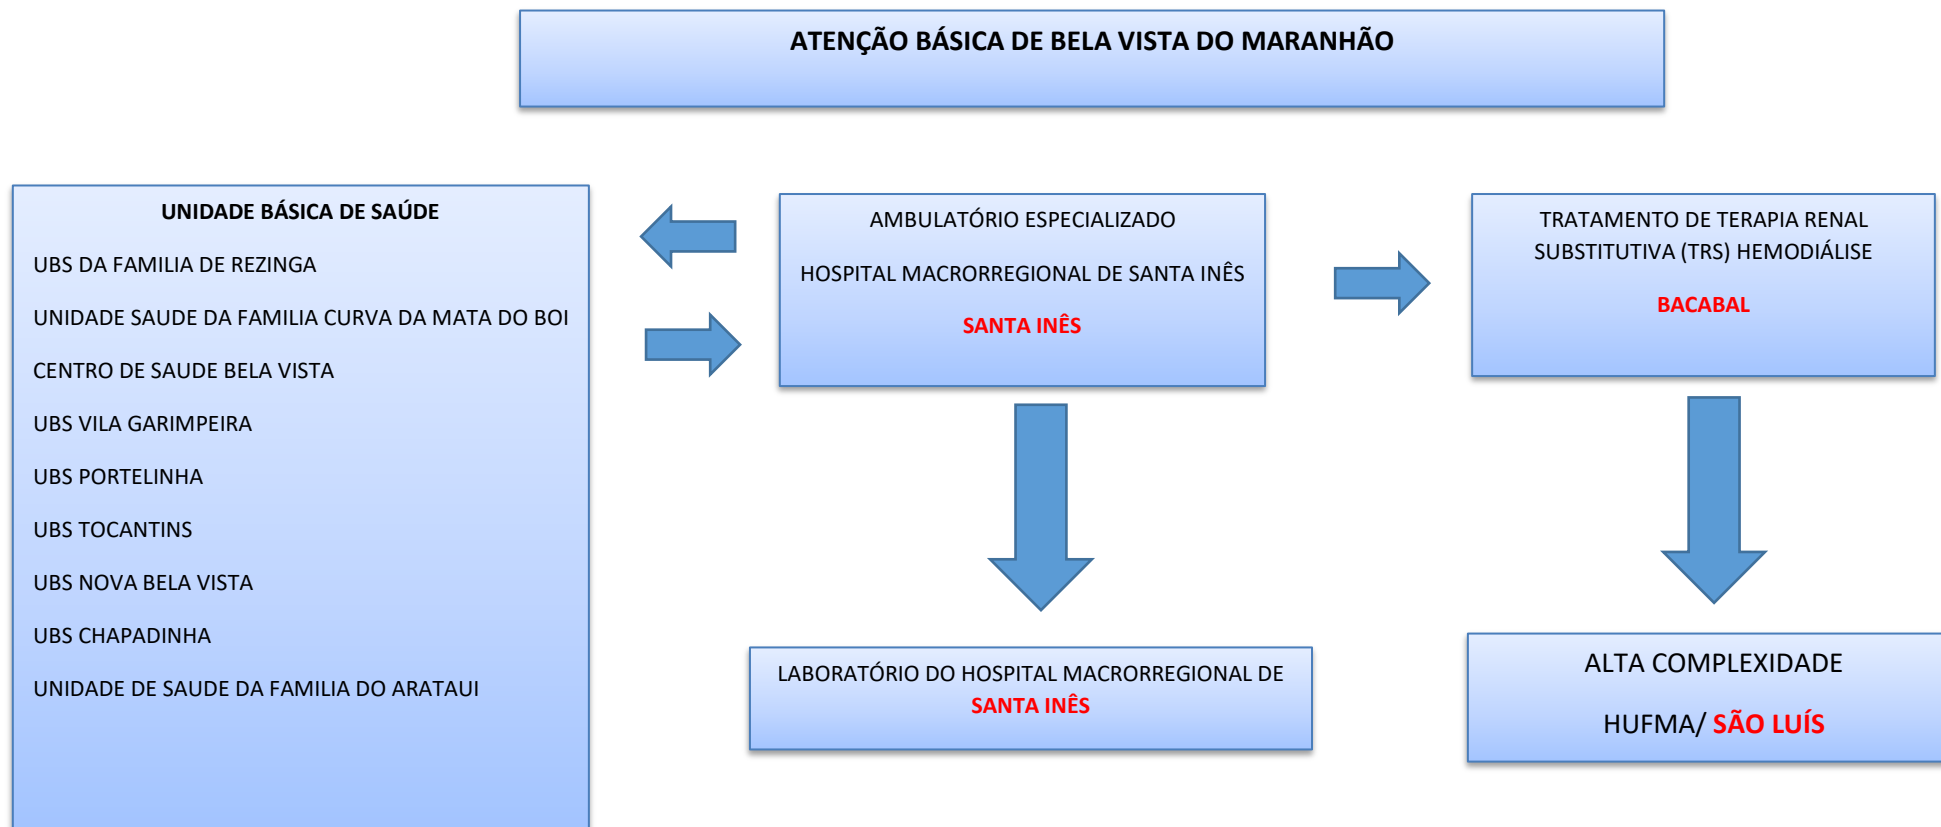 ATENÇÃO BÁSICA DE BELA VISTA DO MARANHÃO
UNIDADE BÁSICA DE SAÚDE
UBS DA FAMILIA DE REZINGA
UNIDADE SAUDE DA FAMILIA CURVA DA MATA DO BOI
CENTRO DE SAUDE BELA VISTA
UBS VILA GARIMPEIRA
UBS PORTELINHA
UBS TOCANTINS
UBS NOVA BELA VISTA
UBS CHAPADINHA
UNIDADE DE SAUDE DA FAMILIA DO ARATAUI
AMBULATÓRIO ESPECIALIZADO
HOSPITAL MACRORREGIONAL DE SANTA INÊS
SANTA INÊS
TRATAMENTO DE TERAPIA RENAL
SUBSTITUTIVA (TRS) HEMODIÁLISE
BACABAL
LABORATÓRIO DO HOSPITAL MACRORREGIONAL DE
SANTA INÊS
ALTA COMPLEXIDADE
HUFMA/ SÃO LUÍS